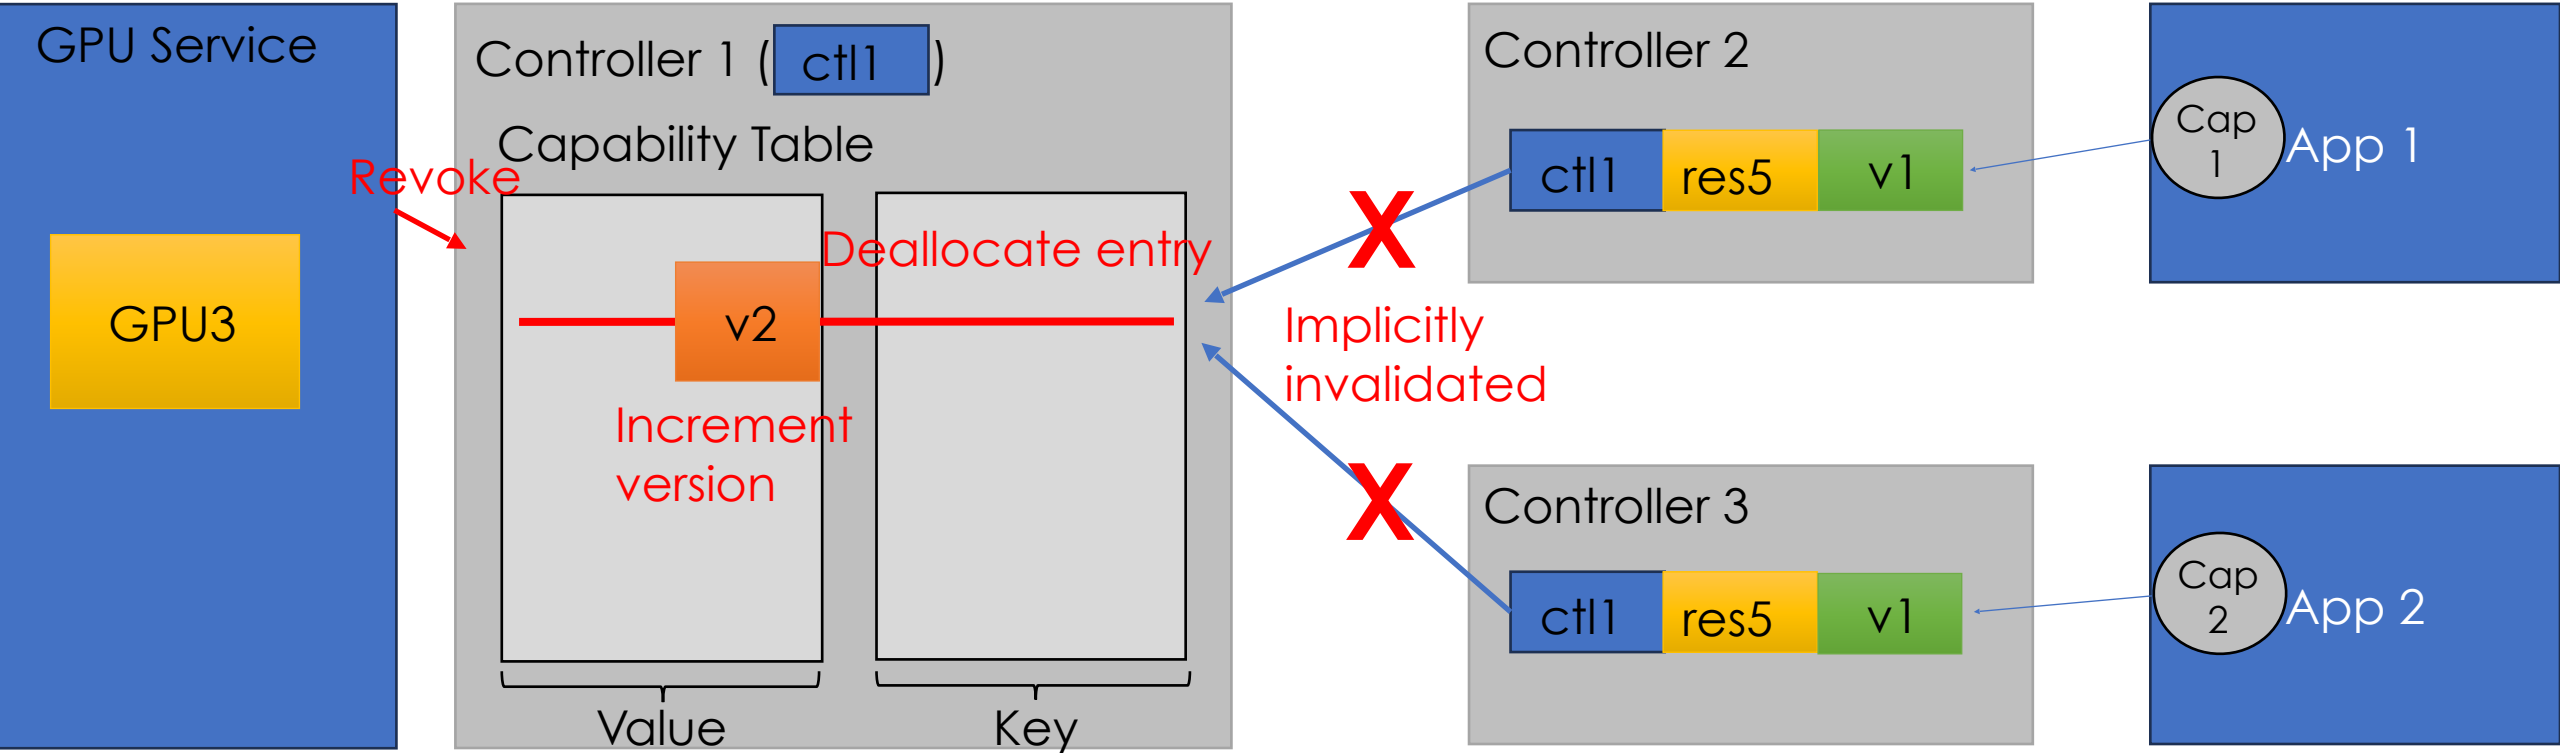 GPU Service
GPU3
Revoke
Controller 1 ( ctl1 )
Capability Table
Deallocate entry
v2
Increment
version
Value
Key
Implicitly
invalidated
X
X
Controller 2
ctl1 res5 v1
Cap
1
App 1
Controller 3
ctl1 res5 v1
Cap
2
App 2